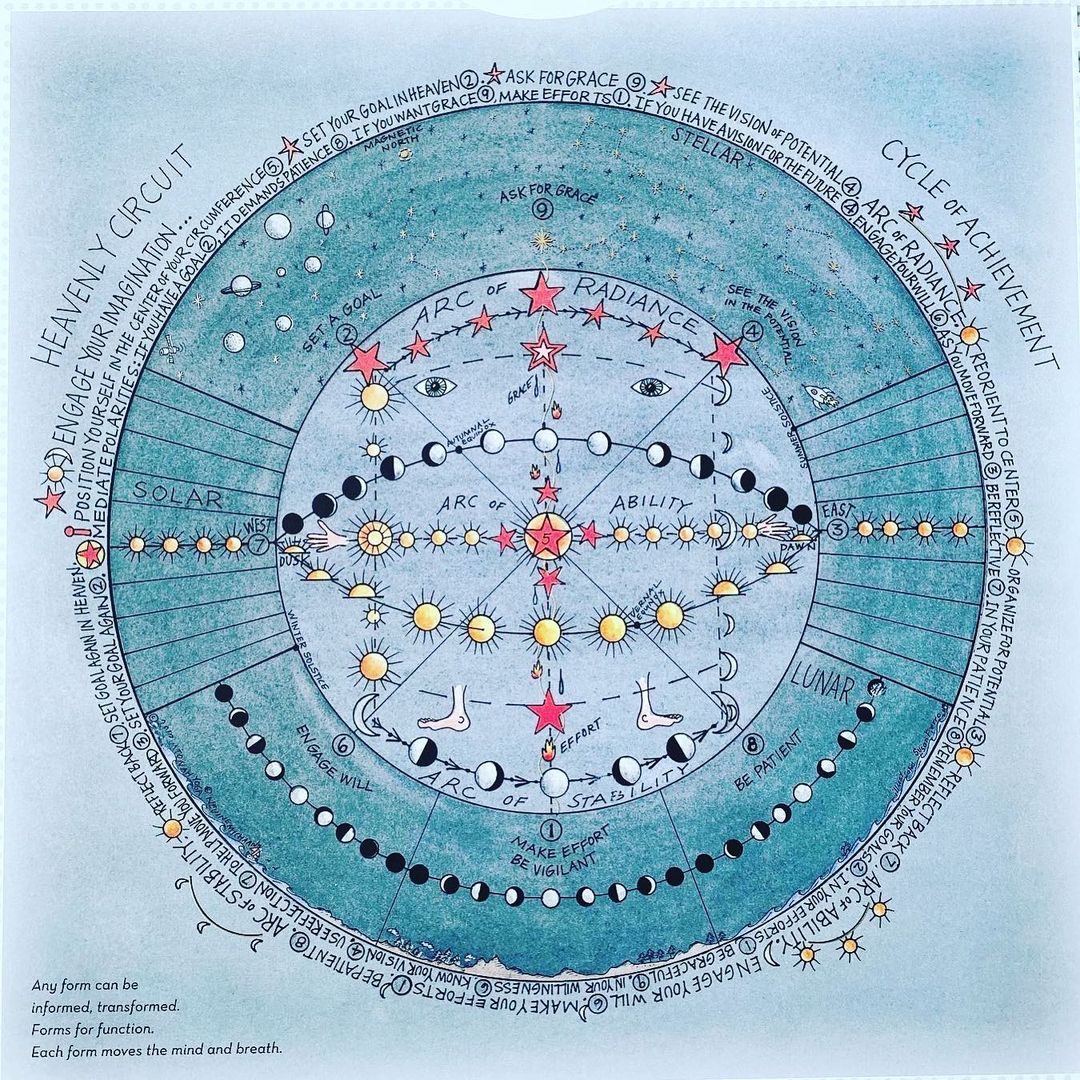 HEAVENLY CIRCUIT
CYCLE OF ACHIEVEMENT
ENGAGE YOUR IMAGINATION...
POSITION YOURSELF IN THE CENTER OF YOUR CIRCUMFERENCE ⑤
SET YOUR GOAL IN HEAVEN ②.
ASK FOR GRACE ⑨
SEE THE VISION OF POTENTIAL ④
ARC OF RADIANCE.
REORIENT TO CENTER ⑤
ORGANIZE FOR POTENTIAL ③
REFLECT BACK ⑦
ARC OF ABILITY.
ENGAGE YOUR WILL ⑥.
MAKE YOUR EFFORTS ①
BE PATIENT ⑧
ARC OF STABILITY.
REFLECT BACK ⑦
SET GOAL AGAIN IN HEAVEN
MEDIATE POLARITIES: IF YOU HAVE A GOAL ②, IT DEMANDS PATIENCE ⑧.
IF YOU WANT GRACE ⑨, MAKE EFFORTS ①.
IF YOU HAVE A VISION FOR THE FUTURE ④, ENGAGE YOUR WILL ⑥.
AS YOU MOVE FORWARD ③, BE REFLECTIVE ⑦.
IN YOUR PATIENCE ⑧ REMEMBER YOUR GOALS ②
IN YOUR EFFORTS ① BE GRACEFUL ⑨.
IN YOUR WILLINGNESS ⑥ KNOW YOUR VISION ④
USE REFLECTION ⑦ TO HELP MOVE YOU FORWARD ③.
SET YOUR GOAL AGAIN ②.
MAGNETIC
NORTH
STELLAR
ASK FOR GRACE
⑨
SET A GOAL
②
SEE THE
VISION
IN THE POTENTIAL
④
ARC OF RADIANCE
GRACE
AUTUMNAL
EQUINOX
SUMMER SOLSTICE
SOLAR
WEST
⑦
DUSK
ARC OF ABILITY
5
EAST
③
DAWN
VERNAL
EQUINOX
WINTER SOLSTICE
LUNAR
EFFORT
⑥
ENGAGE WILL
⑧
BE PATIENT
ARC OF STABILITY
①
MAKE EFFORT
BE VIGILANT
Any form can be
informed, transformed.
Forms for function.
Each form moves the mind and breath.